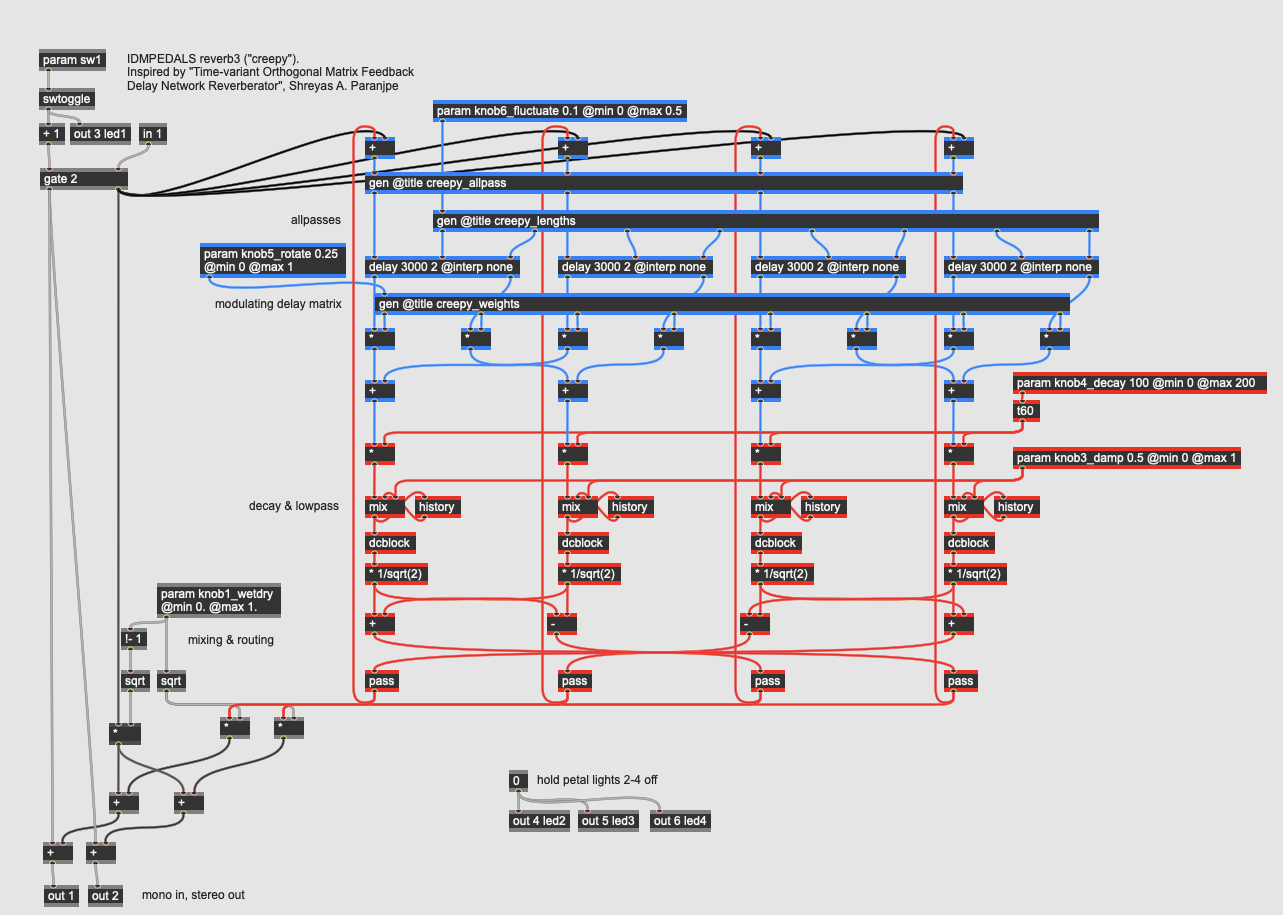 param sw1
IDMPEDALS reverb3 ("creepy").
Inspired by "Time-variant Orthogonal Matrix Feedback
Delay Network Reverberator", Shreyas A. Paranjpe
swtoggle
param knob6_fluctuate 0.1 @min 0 @max 0.5
+ 1
out 3 led1
in 1
+
+
+
+
gate 2
gen @title creepy_allpass
allpasses
gen @title creepy_lengths
param knob5_rotate 0.25
@min 0 @max 1
delay 3000 2 @interp none
delay 3000 2 @interp none
delay 3000 2 @interp none
delay 3000 2 @interp none
modulating delay matrix
gen @title creepy_weights
*
*
*
*
*
*
*
*
+
+
+
+
param knob4_decay 100 @min 0 @max 200
t60
*
*
*
*
param knob3_damp 0.5 @min 0 @max 1
decay & lowpass
mix
history
mix
history
mix
history
mix
history
dcblock
dcblock
dcblock
dcblock
* 1/sqrt(2)
* 1/sqrt(2)
* 1/sqrt(2)
* 1/sqrt(2)
param knob1_wetdry
@min 0. @max 1.
+
-
-
+
!- 1
mixing & routing
sqrt
sqrt
pass
pass
pass
pass
*
*
*
0
hold petal lights 2-4 off
+
+
out 4 led2
out 5 led3
out 6 led4
+
+
out 1
out 2
mono in, stereo out